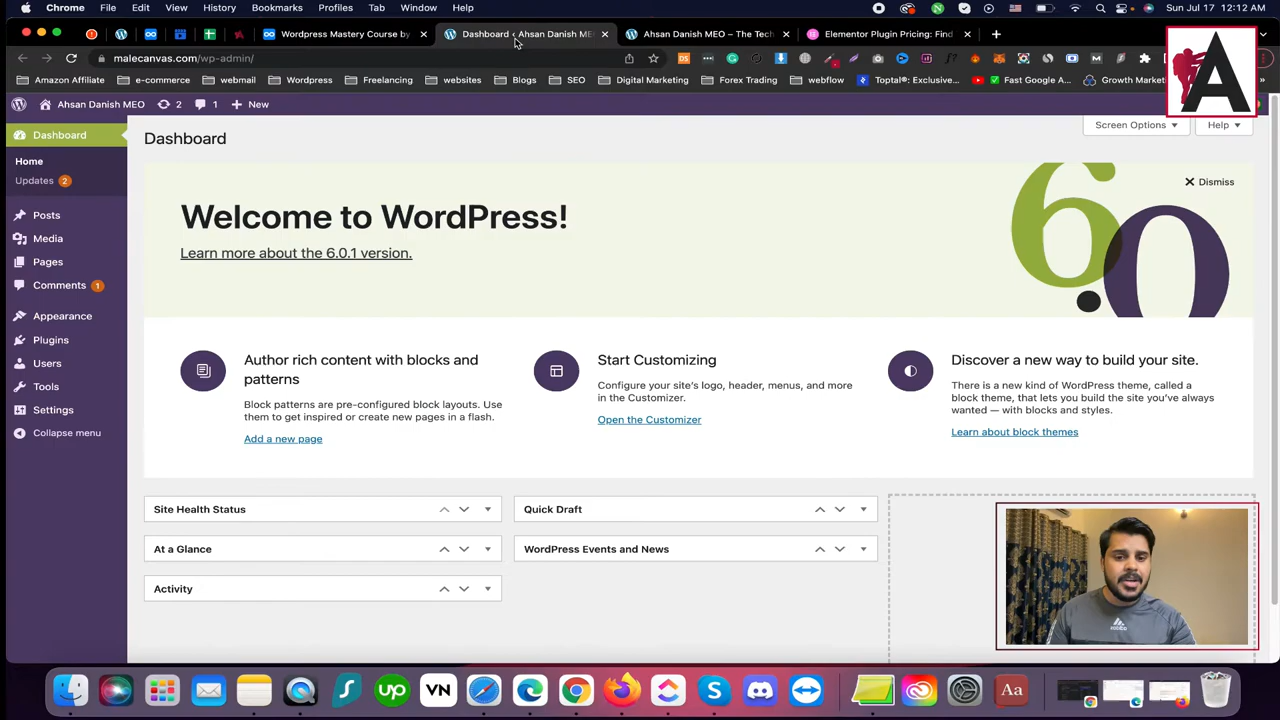 Chrome File Edit View History Bookmarks Profiles Tab Window Help Sun Jul 17 12:12 AM
Wordpress Mastery Course by
Dashboard ‹ Ahsan Danish ME
Ahsan Danish MEO – The Tech
Elementor Plugin Pricing: Find
malecanvas.com/wp-admin/
Amazon Affiliate e-commerce webmail Wordpress Freelancing websites Blogs SEO Digital Marketing Forex Trading webflow Toptal: Exclusive... Fast Google A... Growth Market
A
Ahsan Danish MEO 2 1 New
Screen Options Help
Dashboard
Home
Updates 2
Posts
Media
Pages
Comments 1
Appearance
Plugins
Users
Tools
Settings
Collapse menu
Dashboard
Welcome to WordPress!
Learn more about the 6.0.1 version.
Dismiss
6.0
Author rich content with blocks and
patterns
Block patterns are pre-configured block layouts. Use
them to get inspired or create new pages in a flash.
Add a new page
Start Customizing
Configure your site's logo, header, menus, and more
in the Customizer.
Open the Customizer
Discover a new way to build your site.
There is a new kind of WordPress theme, called a
block theme, that lets you build the site you've always
wanted — with blocks and styles.
Learn about block themes
Site Health Status
At a Glance
Activity
Quick Draft
WordPress Events and News
up VN S Aa